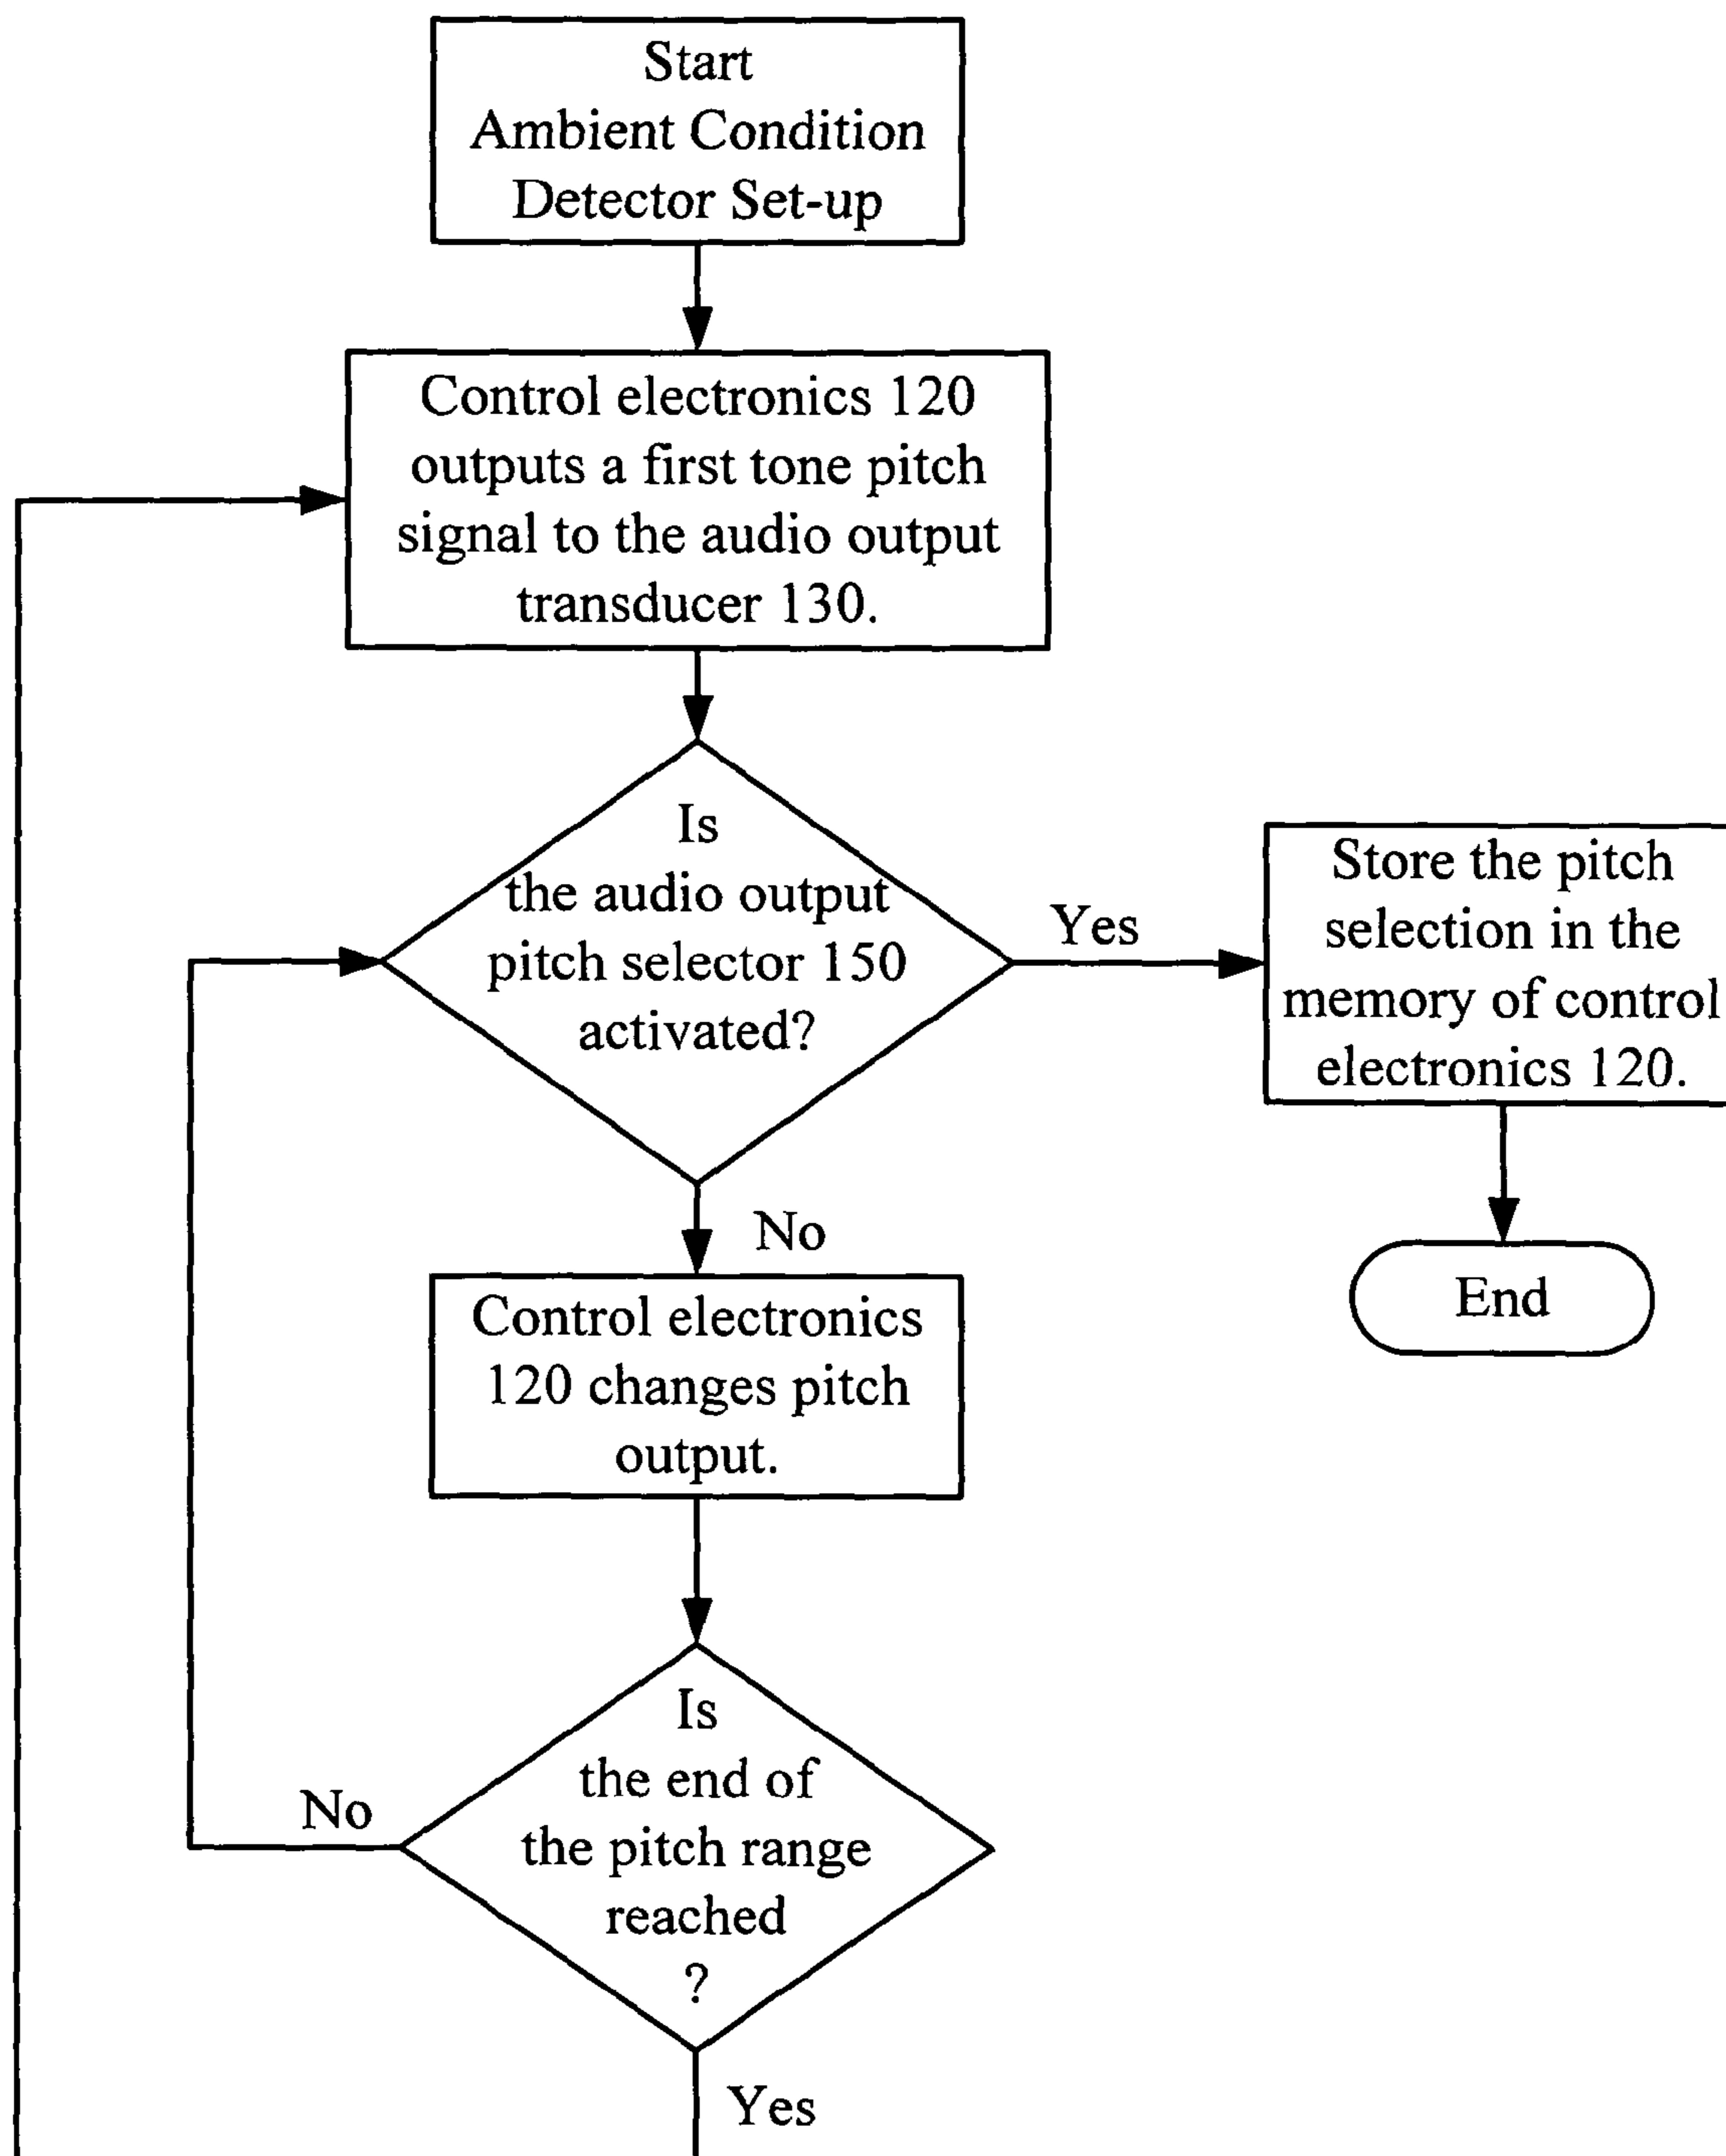 Start
Ambient Condition
Detector Set-up
Control electronics 120
outputs a first tone pitch
signal to the audio output
transducer 130.
Is
the audio output
pitch selector 150
activated?
Yes
Store the pitch
selection in the
memory of control
electronics 120.
End
No
Control electronics
120 changes pitch
output.
Is
the end of
the pitch range
reached
?
No
Yes